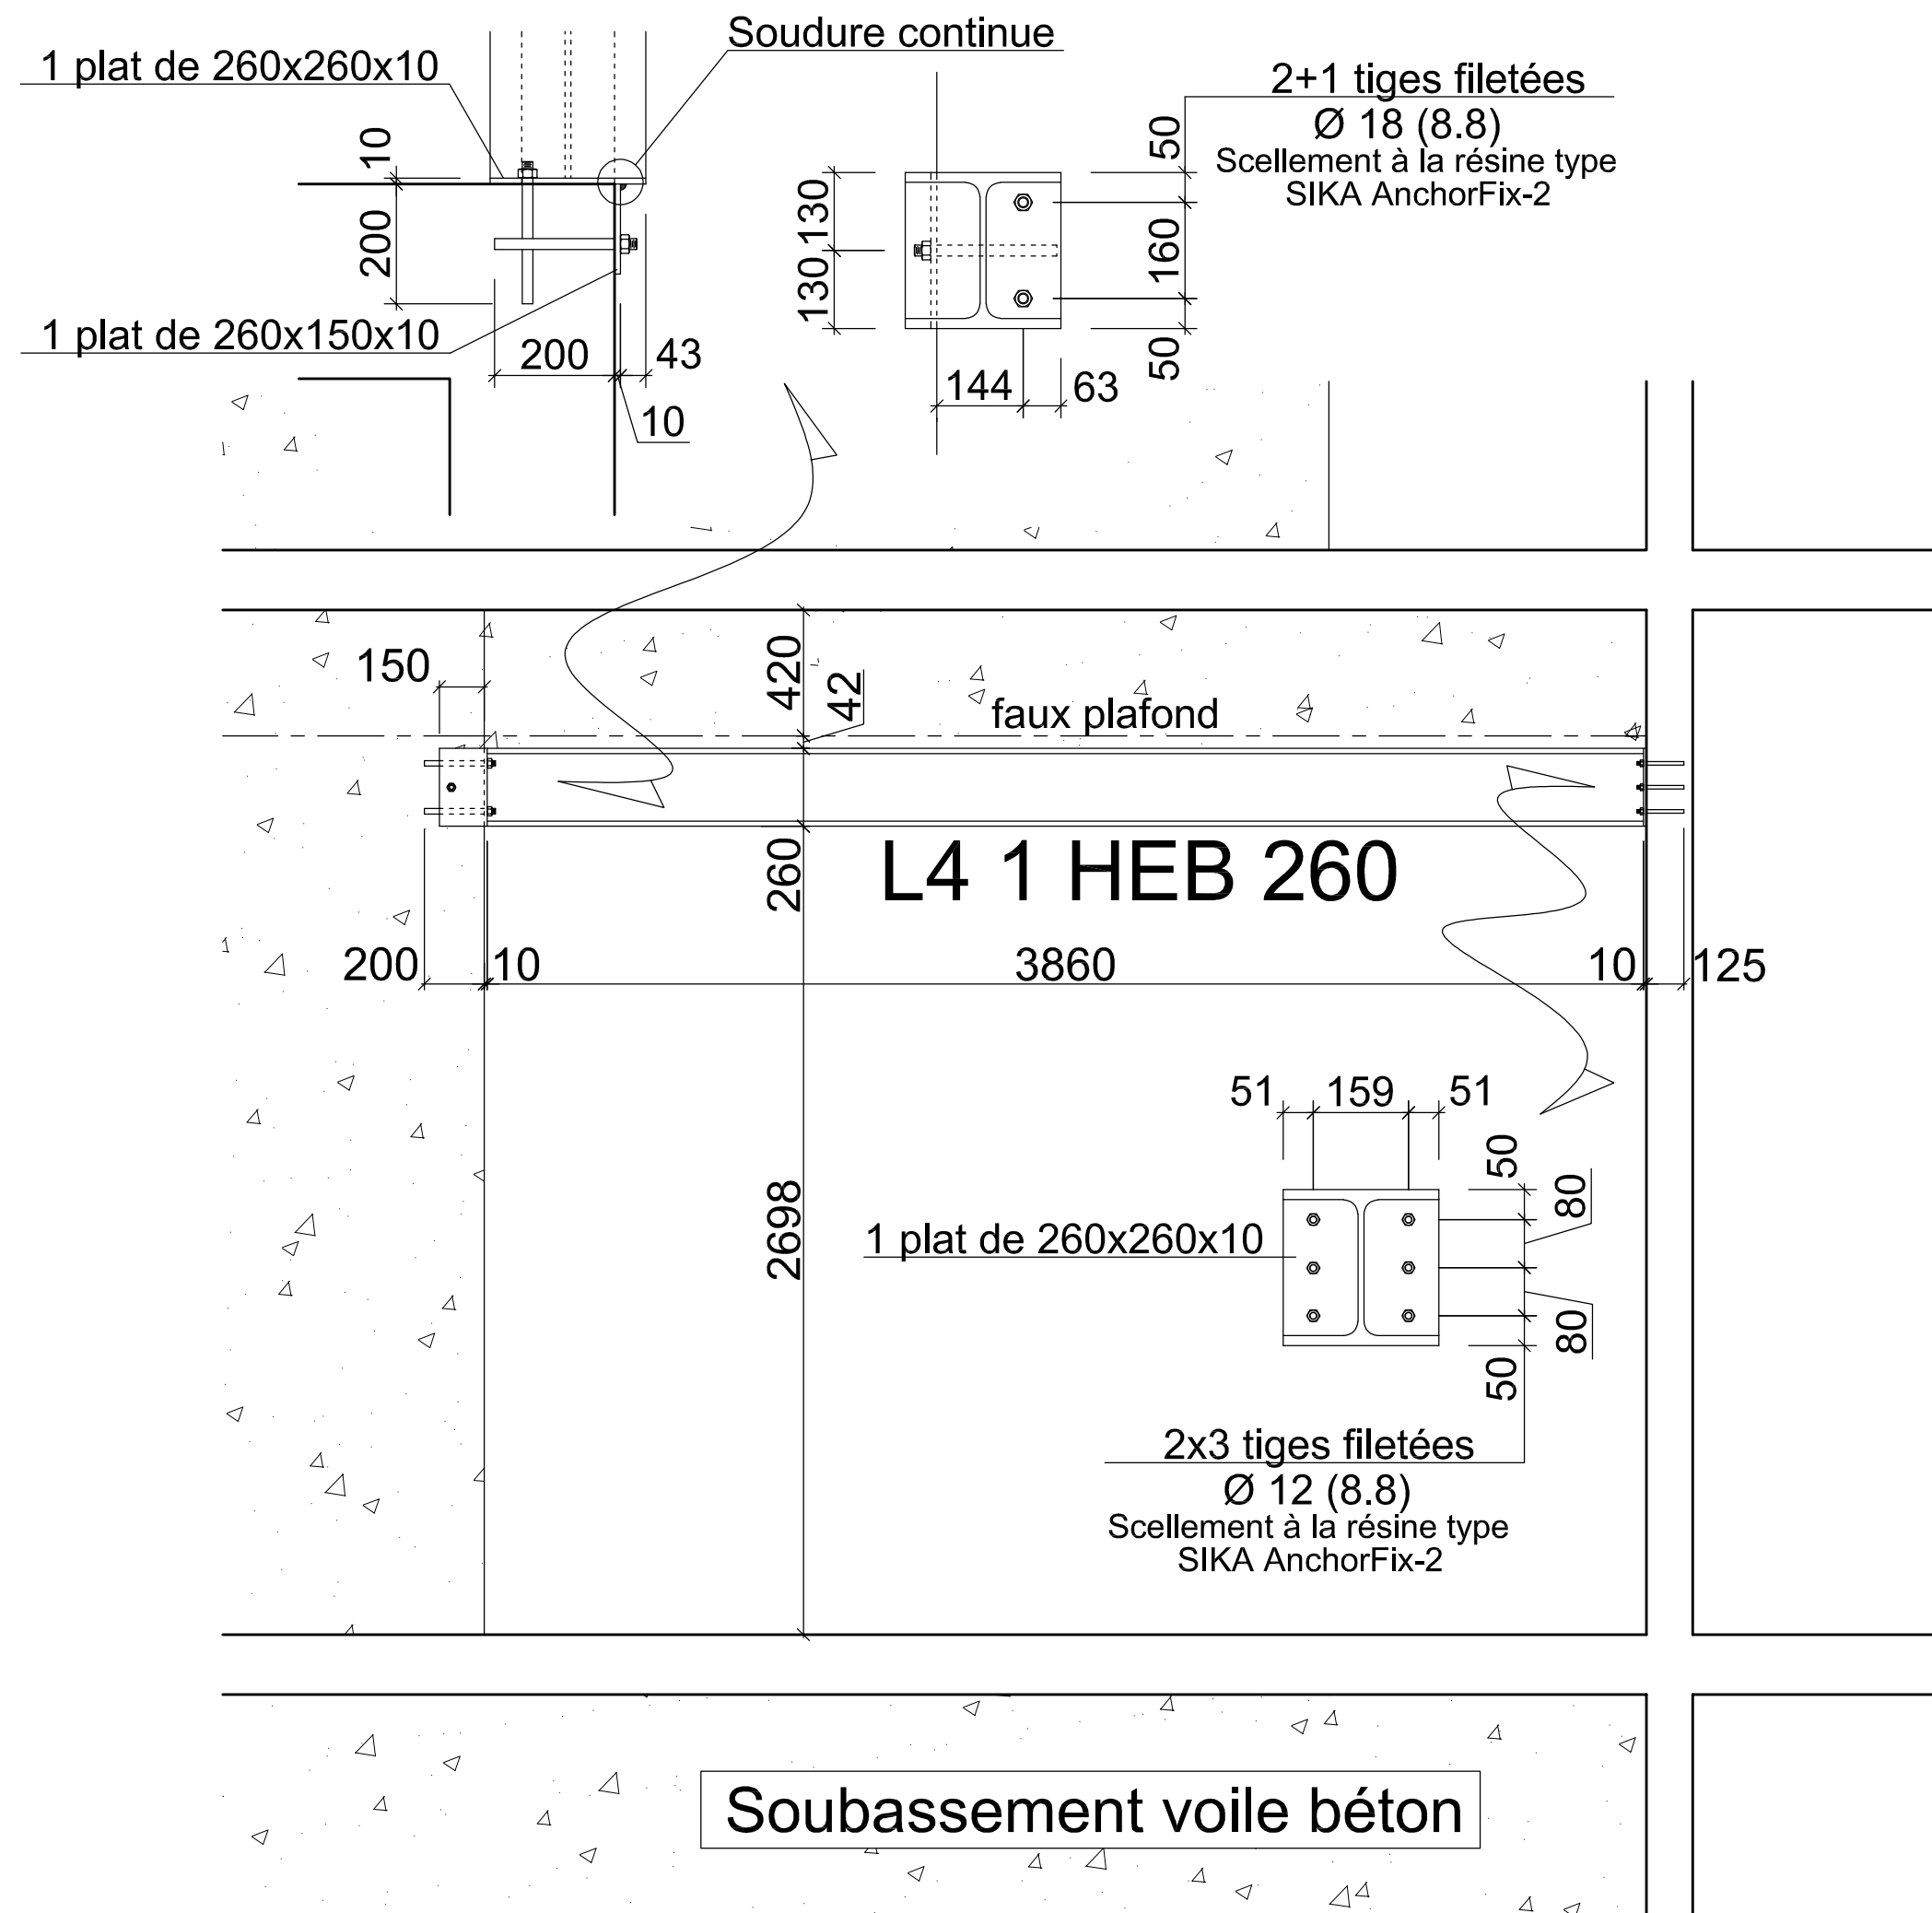 Soudure continue
1 plat de 260x260x10
2+1 tiges filetées
Ø 18 (8.8)
Scellement à la résine type
SIKA AnchorFix-2
10
200
1 plat de 260x150x10
200
43
10
130
130
50
160
50
144
63
150
420
42
faux plafond
260
L4 1 HEB 260
200
10
3860
10
125
2698
51
159
51
50
80
80
50
1 plat de 260x260x10
2x3 tiges filetées
Ø 12 (8.8)
Scellement à la résine type
SIKA AnchorFix-2
Soubassement voile béton